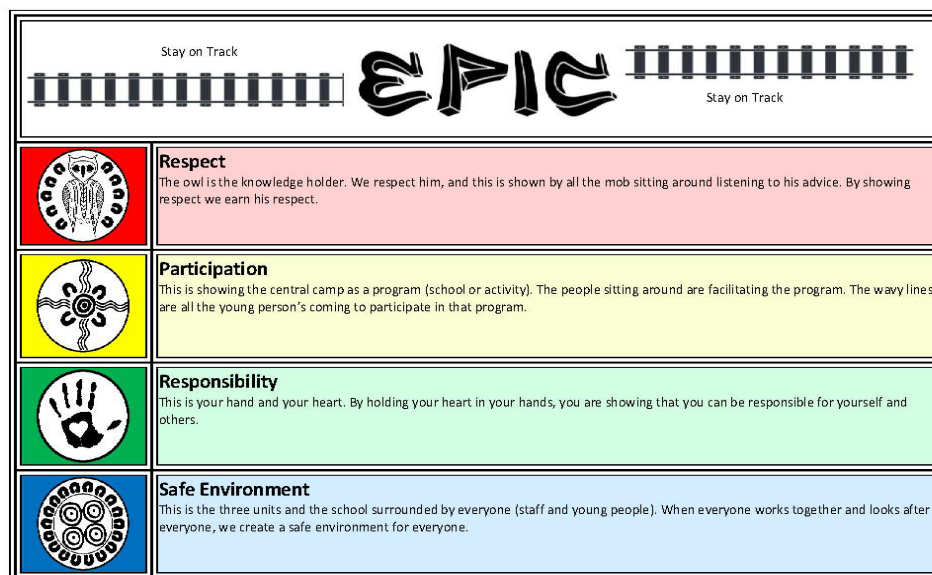 Stay on Track
EPIC
Stay on Track
Respect
The owl is the knowledge holder. We respect him, and this is shown by all the mob sitting around listening to his advice. By showing
respect we earn his respect.
Participation
This is showing the central camp as a program (school or activity). The people sitting around are facilitating the program. The wavy lines
are all the young person's coming to participate in that program.
Responsibility
This is your hand and your heart. By holding your heart in your hands, you are showing that you can be responsible for yourself and
others.
Safe Environment
This is the three units and the school surrounded by everyone (staff and young people). When everyone works together and looks after
everyone, we create a safe environment for everyone.